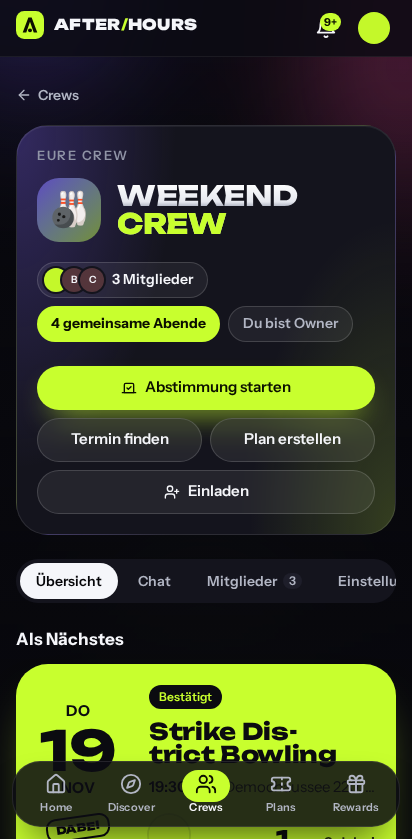 AFTER/HOURS
9+
Crews
EURE CREW
WEEKEND
CREW
B C 3 Mitglieder
4 gemeinsame Abende
Du bist Owner
Abstimmung starten
Termin finden
Plan erstellen
Einladen
Übersicht
Chat
Mitglieder 3
Einstellu
Als Nächstes
DO
19
NOV
DABEI
Bestätigt
Strike Dis-
trict Bowling
19:30
Home
Discover
Crews
Plans
Rewards